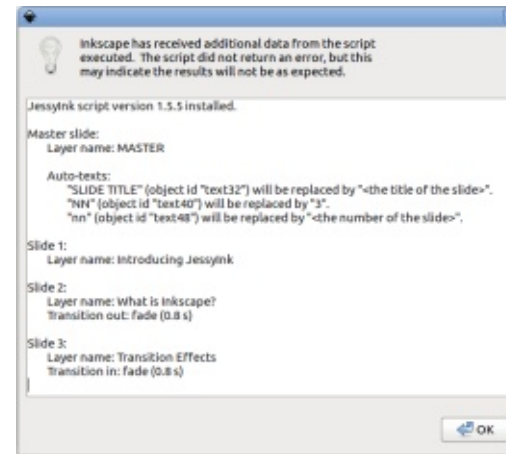 Inkscape has received additional data from the script
executed. The script did not return an error, but this
may indicate the results will not be as expected.
JessyInk script version 1.5.5 installed.
Master slide:
Layer name: MASTER
Auto-texts:
"SLIDE TITLE" (object id "text32") will be replaced by "<the title of the slide>".
"NN" (object id "text40") will be replaced by "3".
"nn" (object id "text48") will be replaced by "<the number of the slide>".
Slide 1:
Layer name: Introducing JessyInk
Slide 2:
Layer name: What is Inkscape?
Transition out: fade (0.8 s)
Slide 3:
Layer name: Transition Effects
Transition in: fade (0.8 s)
OK